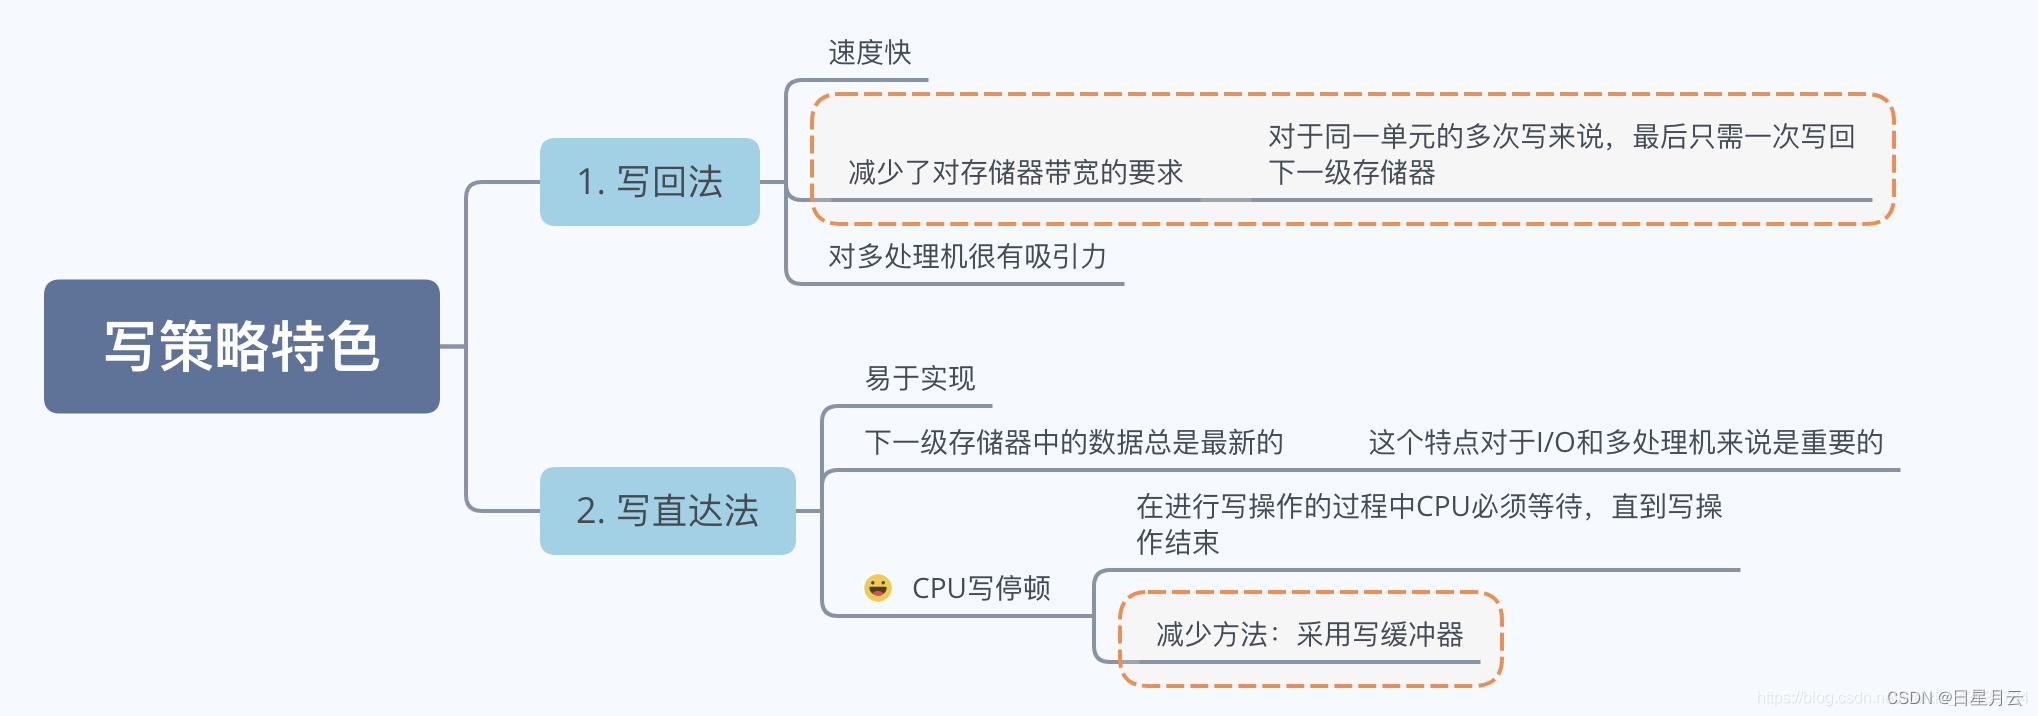 写策略特色
1. 写回法
速度快
减少了对存储器带宽的要求
对于同一单元的多次写来说，最后只需一次写回
下一级存储器
对多处理机很有吸引力
2. 写直达法
易于实现
下一级存储器中的数据总是最新的
这个特点对于I/O和多处理机来说是重要的
CPU写停顿
在进行写操作的过程中CPU必须等待，直到写操
作结束
减少方法：采用写缓冲器
CSDN @日星月云